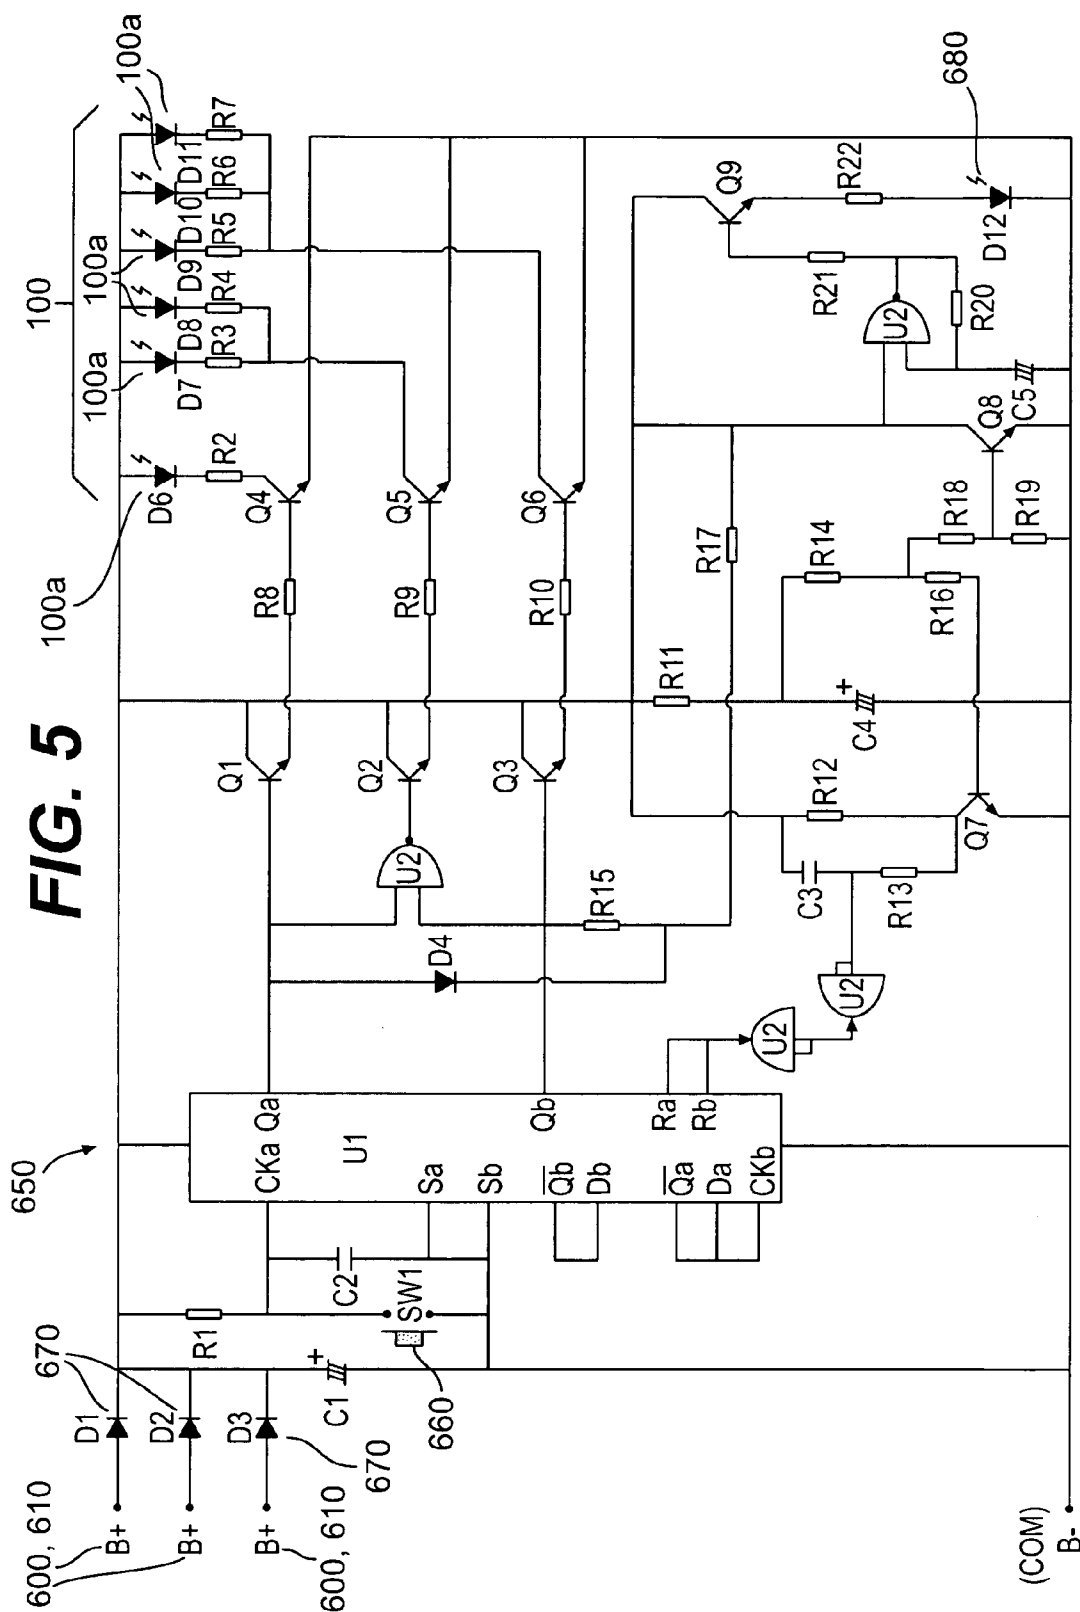 FIG. 5
650
600, 610
B+
B+
B+
600, 610
D1
670
D2
D3
670
R1
C1
+
660
SW1
C2
CKa
Qa
U1
Sa
Sb
Qb
Qb
Db
Ra
Rb
Qa
Da
CKb
D4
U2
R15
Q1
Q2
Q3
R8
R9
R10
Q4
Q5
Q6
100
100a
100a
100a
100a
D6
R2
D7
R3
D8
R4
D9
R5
D10
R6
D11
R7
R11
R17
U2
U2
C3
R13
R12
Q7
C4
+
R14
R16
R18
R19
Q8
C5
U2
R20
R21
Q9
R22
D12
680
(COM)
B-